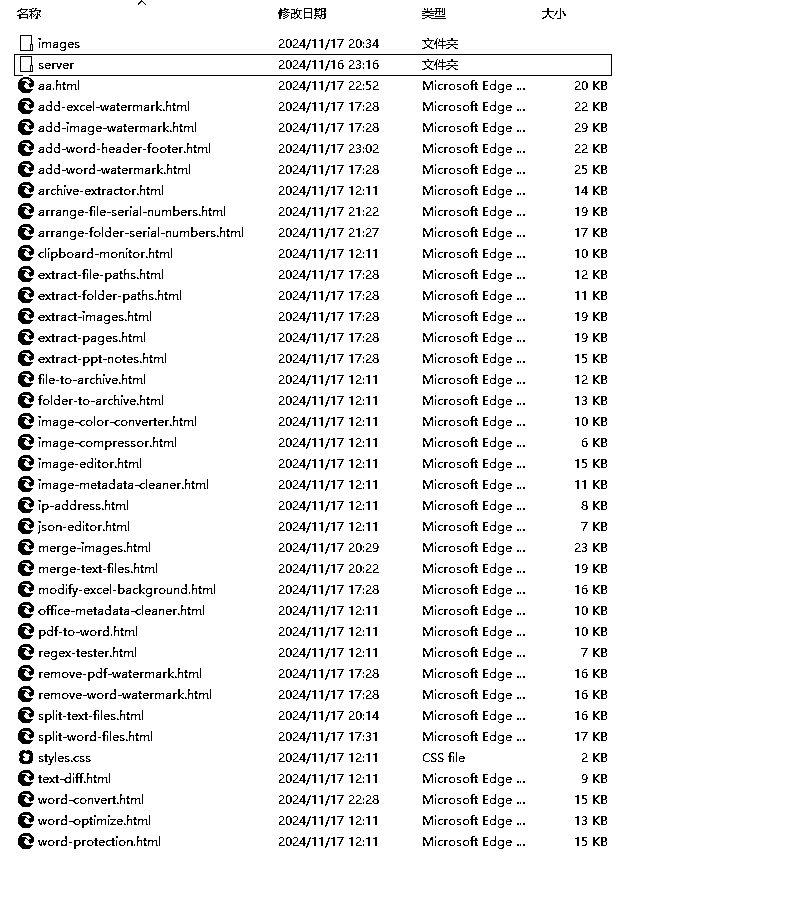 名称 修改日期 类型 大小
images 2024/11/17 20:34 文件夹
server 2024/11/16 23:16 文件夹
aa.html 2024/11/17 22:52 Microsoft Edge ... 20 KB
add-excel-watermark.html 2024/11/17 17:28 Microsoft Edge ... 22 KB
add-image-watermark.html 2024/11/17 17:28 Microsoft Edge ... 29 KB
add-word-header-footer.html 2024/11/17 23:02 Microsoft Edge ... 22 KB
add-word-watermark.html 2024/11/17 17:28 Microsoft Edge ... 25 KB
archive-extractor.html 2024/11/17 12:11 Microsoft Edge ... 14 KB
arrange-file-serial-numbers.html 2024/11/17 21:22 Microsoft Edge ... 19 KB
arrange-folder-serial-numbers.html 2024/11/17 21:27 Microsoft Edge ... 17 KB
clipboard-monitor.html 2024/11/17 12:11 Microsoft Edge ... 10 KB
extract-file-paths.html 2024/11/17 17:28 Microsoft Edge ... 12 KB
extract-folder-paths.html 2024/11/17 17:28 Microsoft Edge ... 11 KB
extract-images.html 2024/11/17 17:28 Microsoft Edge ... 19 KB
extract-pages.html 2024/11/17 17:28 Microsoft Edge ... 19 KB
extract-ppt-notes.html 2024/11/17 17:28 Microsoft Edge ... 15 KB
file-to-archive.html 2024/11/17 12:11 Microsoft Edge ... 12 KB
folder-to-archive.html 2024/11/17 12:11 Microsoft Edge ... 13 KB
image-color-converter.html 2024/11/17 12:11 Microsoft Edge ... 10 KB
image-compressor.html 2024/11/17 12:11 Microsoft Edge ... 6 KB
image-editor.html 2024/11/17 12:11 Microsoft Edge ... 15 KB
image-metadata-cleaner.html 2024/11/17 12:11 Microsoft Edge ... 11 KB
ip-address.html 2024/11/17 12:11 Microsoft Edge ... 8 KB
json-editor.html 2024/11/17 12:11 Microsoft Edge ... 7 KB
merge-images.html 2024/11/17 20:29 Microsoft Edge ... 23 KB
merge-text-files.html 2024/11/17 20:22 Microsoft Edge ... 19 KB
modify-excel-background.html 2024/11/17 17:28 Microsoft Edge ... 16 KB
office-metadata-cleaner.html 2024/11/17 12:11 Microsoft Edge ... 10 KB
pdf-to-word.html 2024/11/17 12:11 Microsoft Edge ... 10 KB
regex-tester.html 2024/11/17 12:11 Microsoft Edge ... 7 KB
remove-pdf-watermark.html 2024/11/17 17:28 Microsoft Edge ... 16 KB
remove-word-watermark.html 2024/11/17 17:28 Microsoft Edge ... 16 KB
split-text-files.html 2024/11/17 20:14 Microsoft Edge ... 16 KB
split-word-files.html 2024/11/17 17:31 Microsoft Edge ... 17 KB
styles.css 2024/11/17 12:11 CSS file 2 KB
text-diff.html 2024/11/17 12:11 Microsoft Edge ... 9 KB
word-convert.html 2024/11/17 22:28 Microsoft Edge ... 15 KB
word-optimize.html 2024/11/17 12:11 Microsoft Edge ... 13 KB
word-protection.html 2024/11/17 12:11 Microsoft Edge ... 15 KB